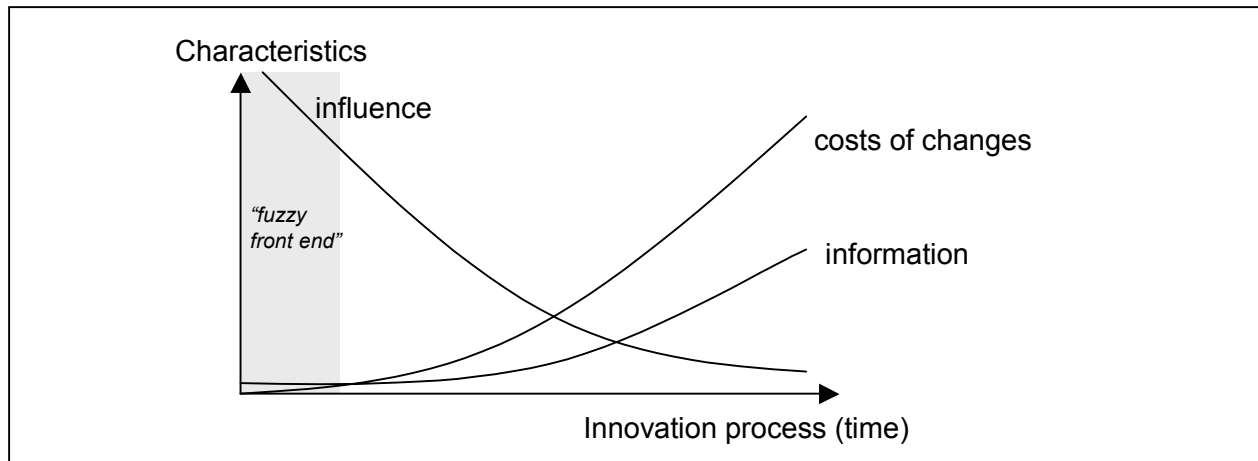 Characteristics
influence
costs of changes
“fuzzy
front end”
information
Innovation process (time)